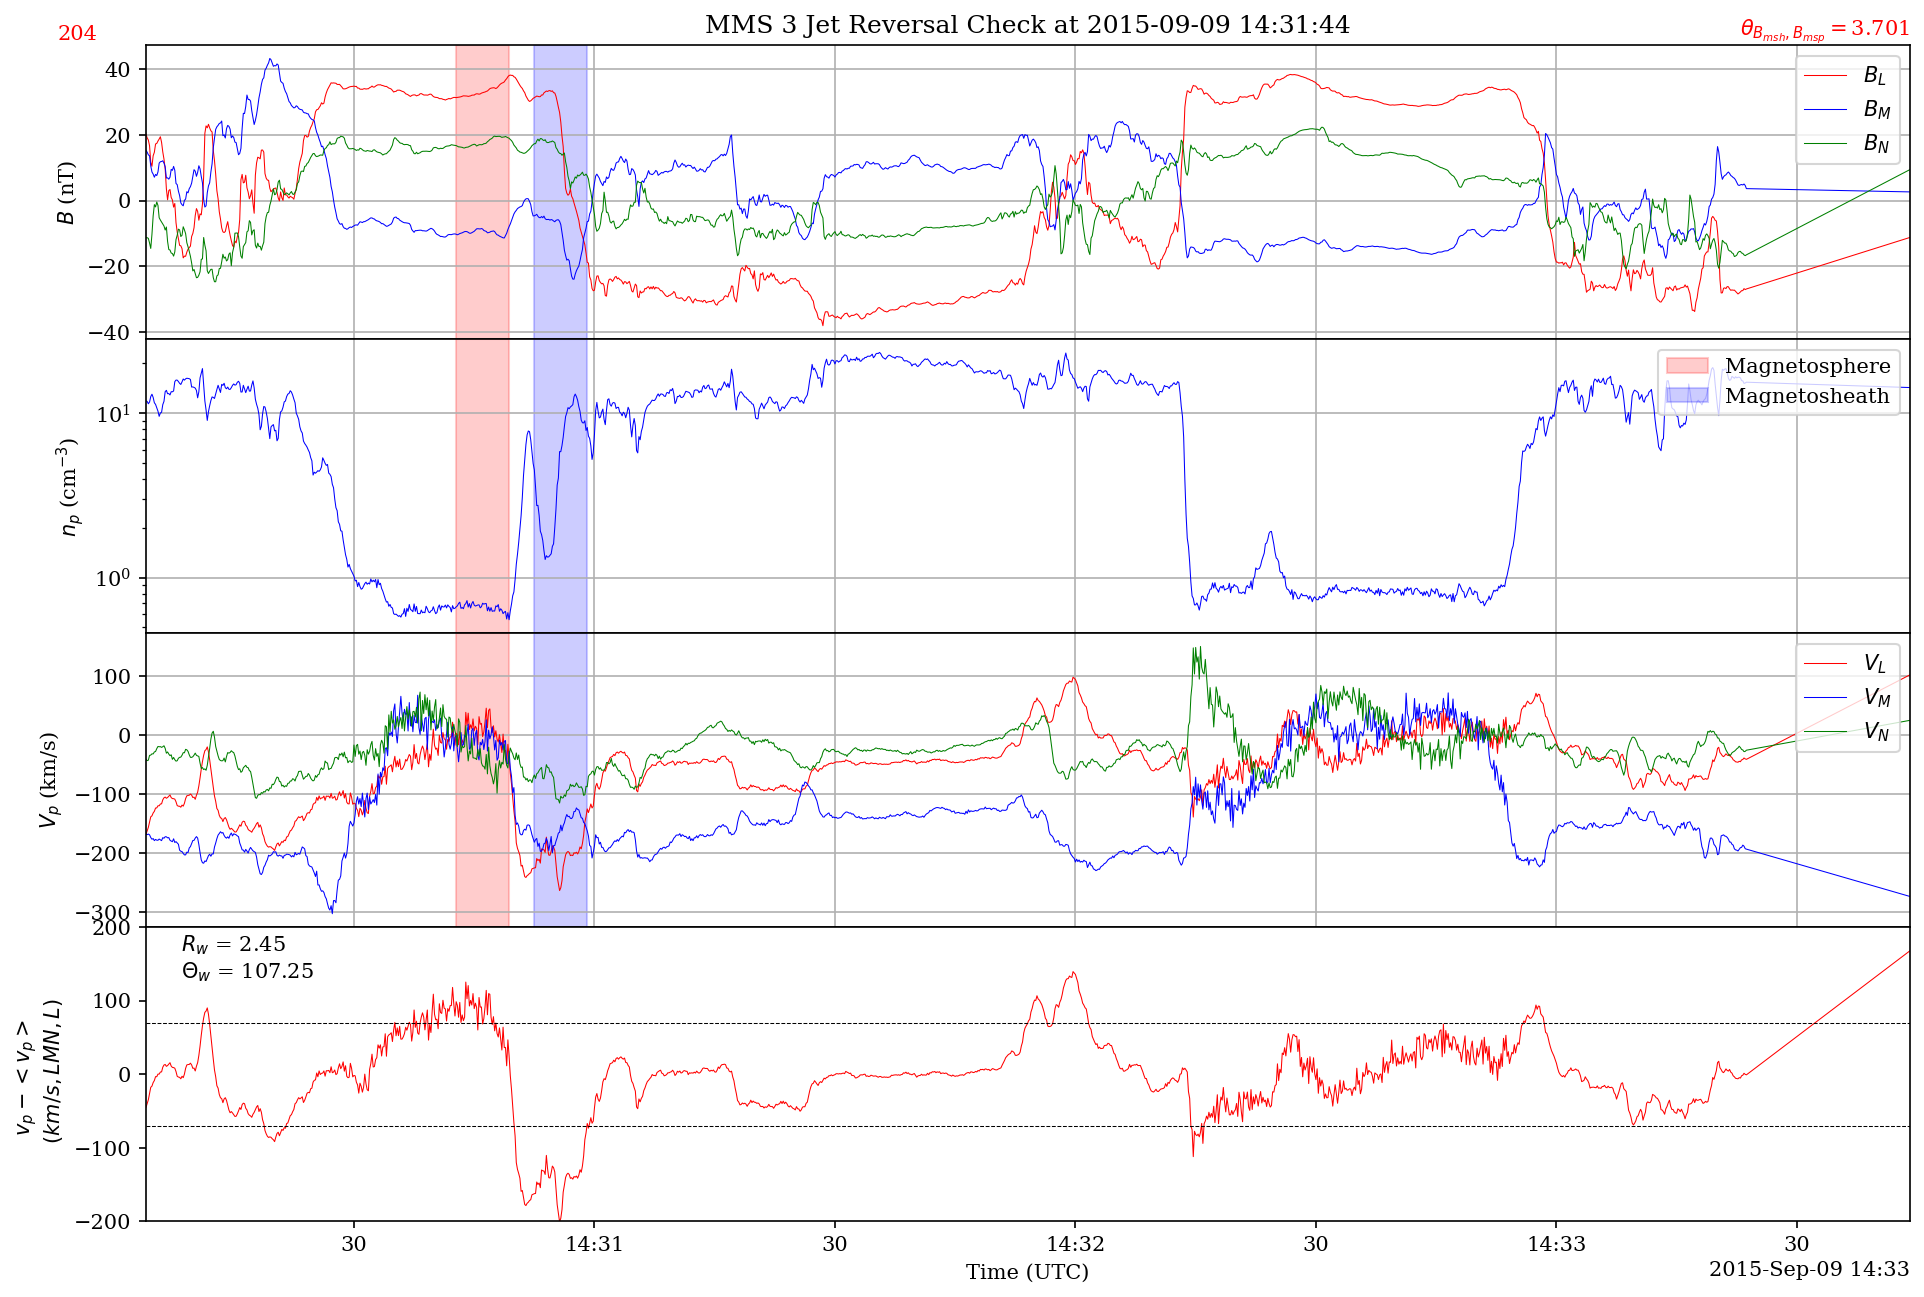 MMS 3 Jet Reversal Check at 2015-09-09 14:31:44
204
θ_{B_{msh}, B_{msp}} = 3.701
40
20
0
−20
−40
B (nT)
B_L
B_M
B_N
10^1
10^0
n_p (cm^{−3})
Magnetosphere
Magnetosheath
100
0
−100
−200
−300
V_p (km/s)
V_L
V_M
V_N
200
100
0
−100
−200
v_p − < v_p >
(km/s, LMN, L)
R_w = 2.45
Θ_w = 107.25
30
14:31
30
14:32
30
14:33
30
Time (UTC)
2015-Sep-09 14:33